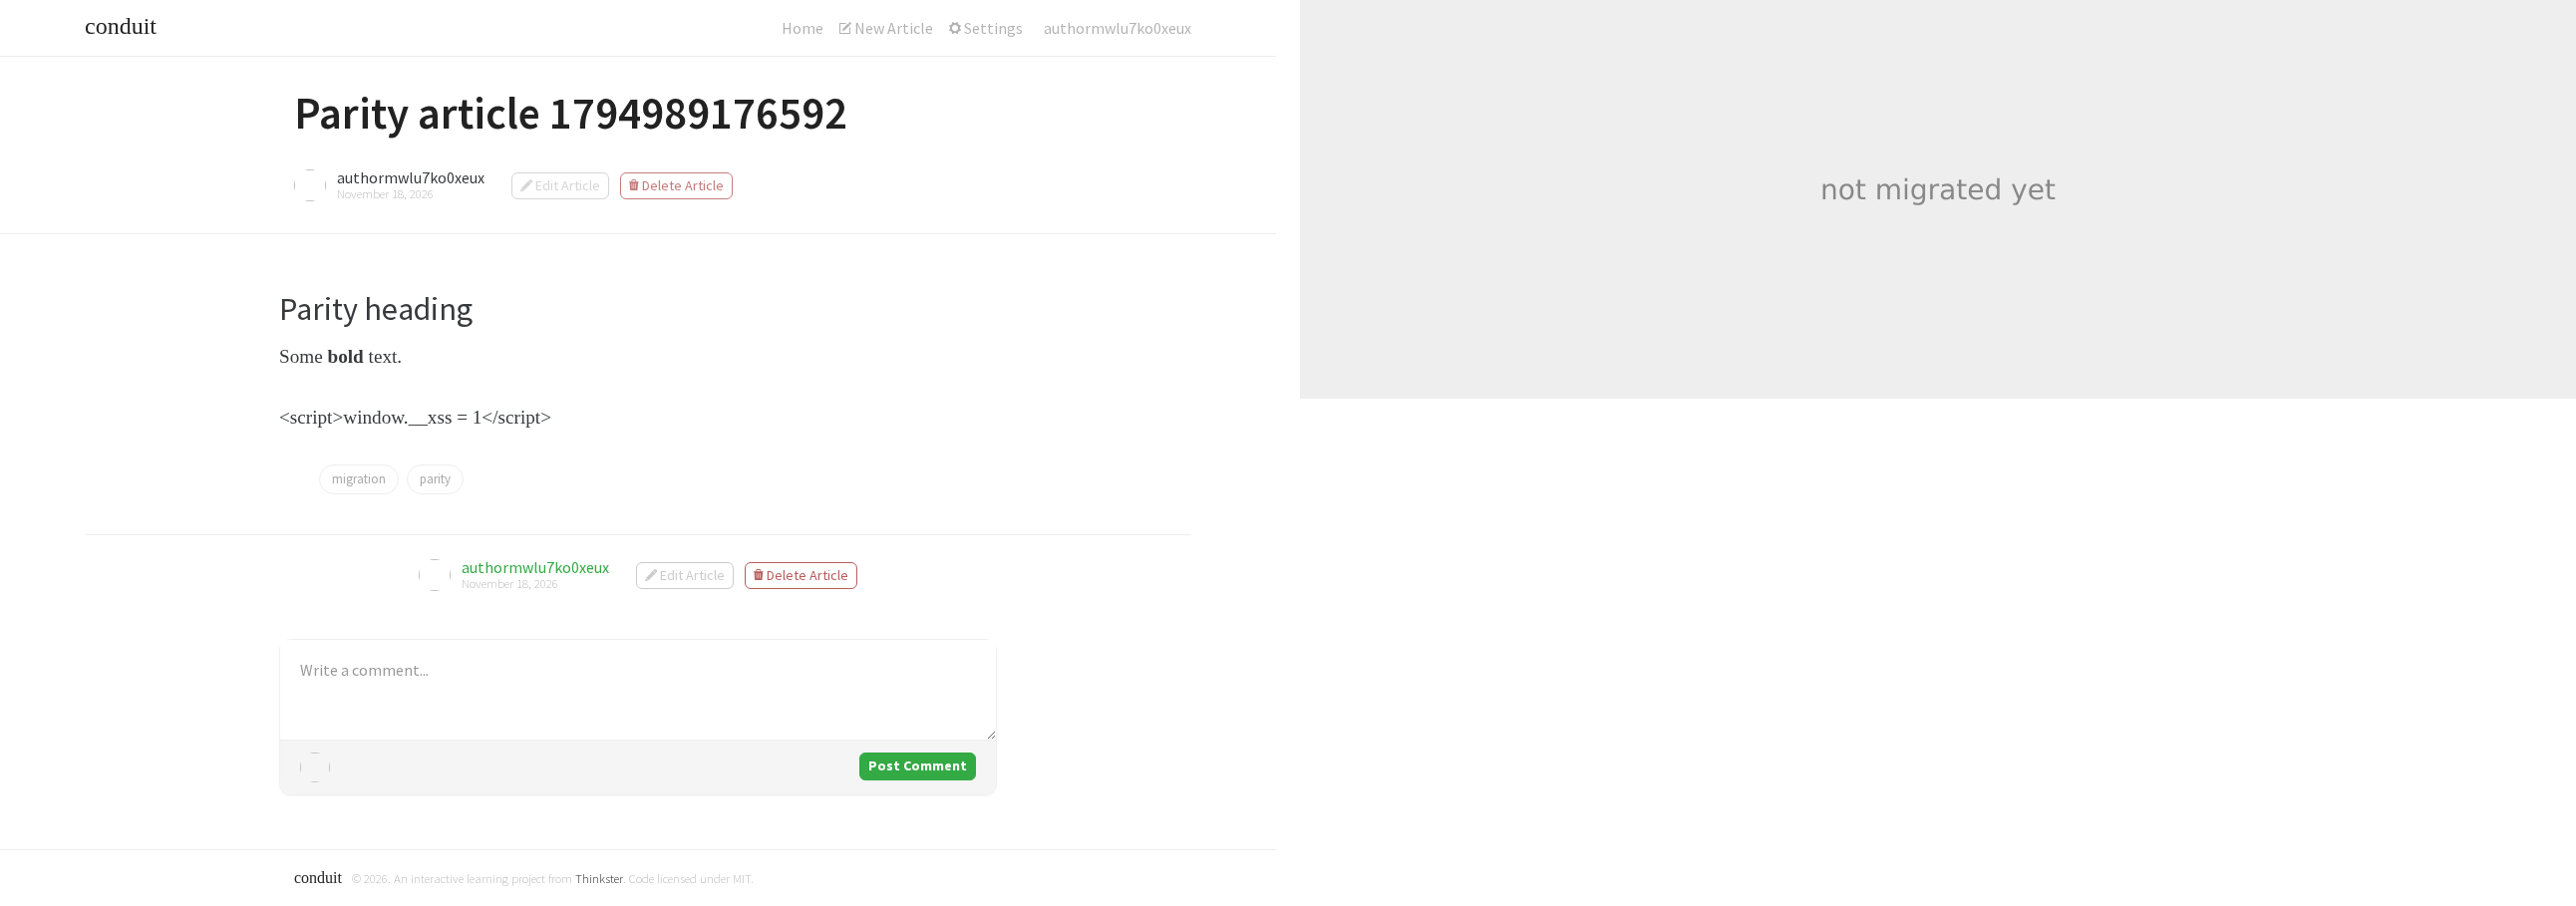 conduit
Home New Article Settings authormwlu7ko0xeux
Parity article 1794989176592
authormwlu7ko0xeux
November 18, 2026
Edit Article Delete Article
not migrated yet
Parity heading
Some bold text.
<script>window.__xss = 1</script>
migration parity
authormwlu7ko0xeux
November 18, 2026
Edit Article Delete Article
Write a comment...
Post Comment
conduit © 2026. An interactive learning project from Thinkster. Code licensed under MIT.